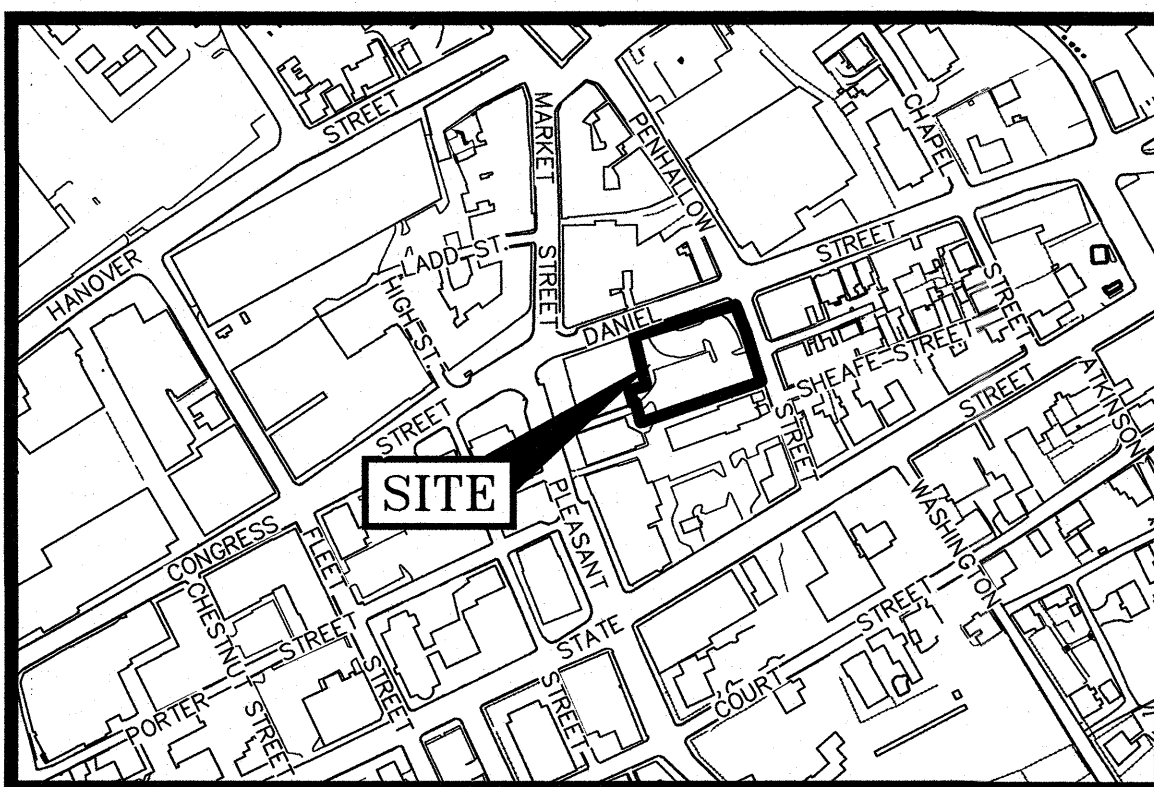 HANOVER
STREET
MARKET
STREET
PENHALLOW
STREET
CHAPEL
STREET
LADD ST
HIGH ST.
DANIEL
STREET
SHEAFE STREET
ATKINSON
SITE
CONGRESS
STREET
FLEET
STREET
CHESTNU
STREET
PORTER
STREET
PLEASANT
STREET
STATE
STREET
COURT
STREET
WASHINGTON